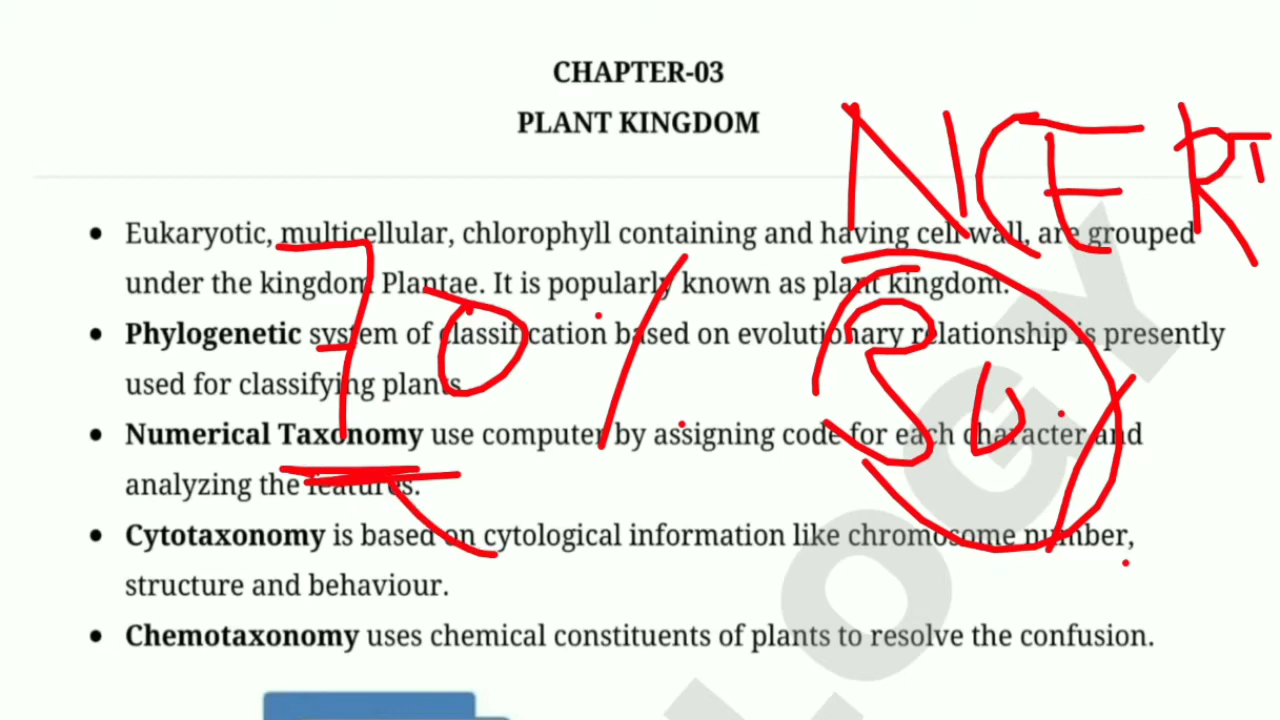 CHAPTER-03
PLANT KINGDOM
NCERT
• Eukaryotic, multicellular, chlorophyll containing and having cell wall, are grouped
under the kingdom Plantae. It is popularly known as plant kingdom.
• Phylogenetic system of classification based on evolutionary relationship is presently
used for classifying plants.
70%
80%
• Numerical Taxonomy use computer by assigning code for each character and
analyzing the features.
• Cytotaxonomy is based on cytological information like chromosome number,
structure and behaviour.
• Chemotaxonomy uses chemical constituents of plants to resolve the confusion.
LOGY